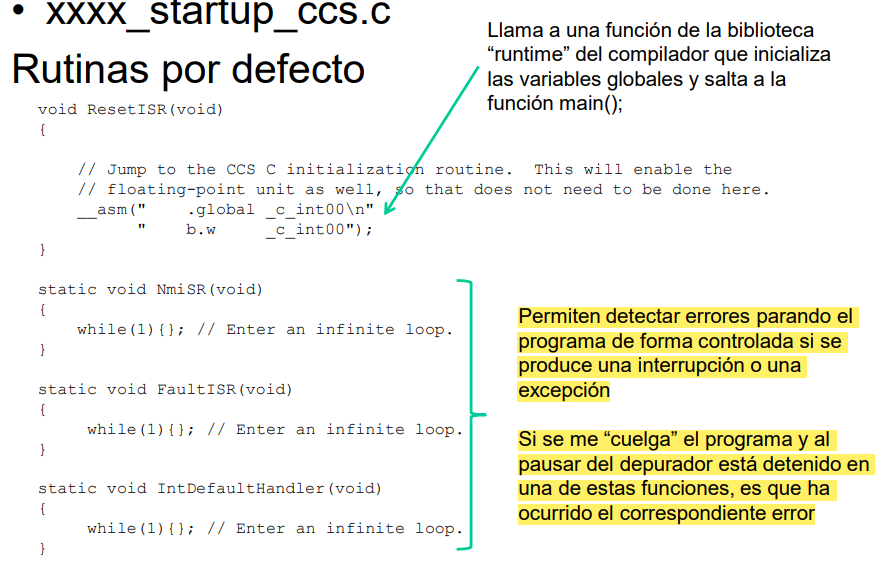 • xxxx_startup_ccs.c
Rutinas por defecto
Llama a una función de la biblioteca
“runtime” del compilador que inicializa
las variables globales y salta a la
función main();
void ResetISR(void)
{
// Jump to the CCS C initialization routine.  This will enable the
// floating-point unit as well, so that does not need to be done here.
__asm("    .global _c_int00\n"
"    b.w     _c_int00");
}
static void NmiSR(void)
{
while(1){}; // Enter an infinite loop.
}
static void FaultISR(void)
{
while(1){}; // Enter an infinite loop.
}
static void IntDefaultHandler(void)
{
while(1){}; // Enter an infinite loop.
}
Permiten detectar errores parando el
programa de forma controlada si se
produce una interrupción o una
excepción
Si se me “cuelga” el programa y al
pausar del depurador está detenido en
una de estas funciones, es que ha
ocurrido el correspondiente error